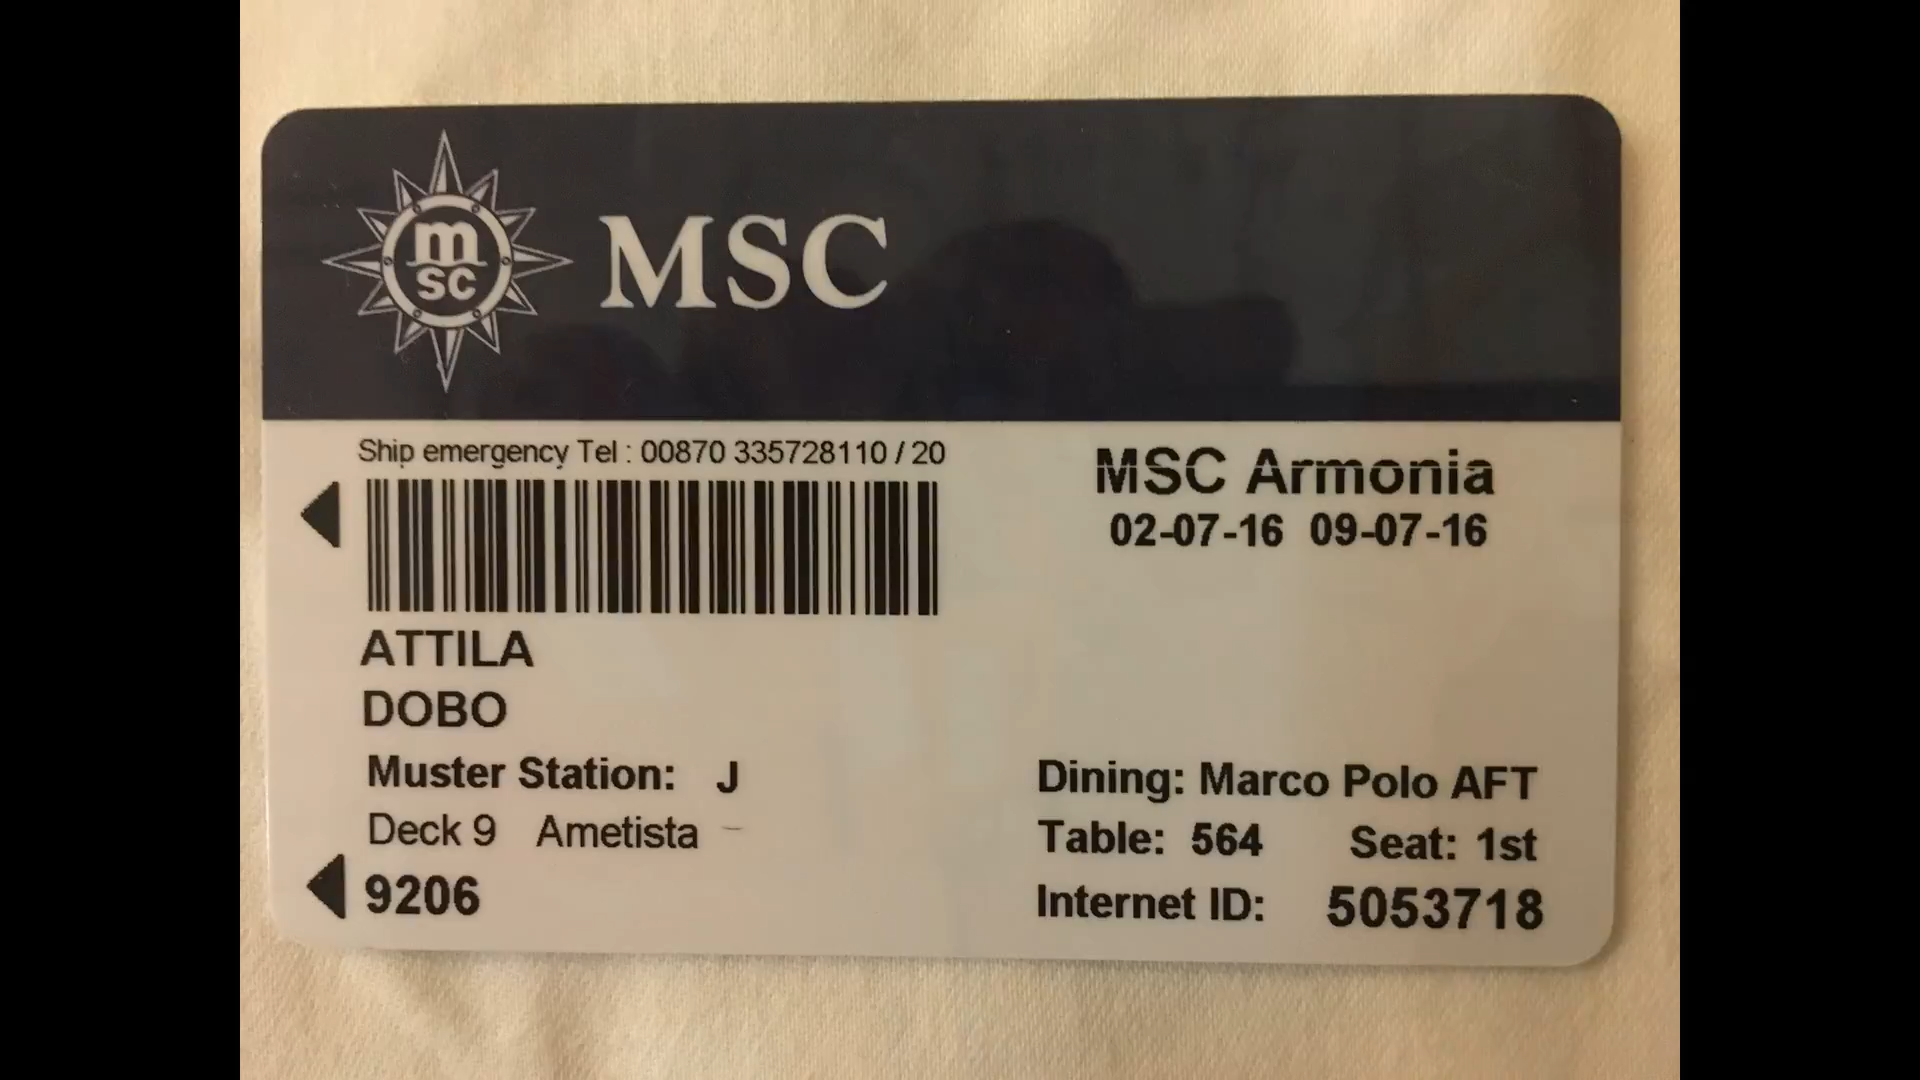 m
sc
MSC
Ship emergency Tel : 00870 335728110 / 20
MSC Armonia
02-07-16 09-07-16
ATTILA
DOBO
Muster Station: J
Deck 9 Ametista
9206
Dining: Marco Polo AFT
Table: 564 Seat: 1st
Internet ID: 5053718